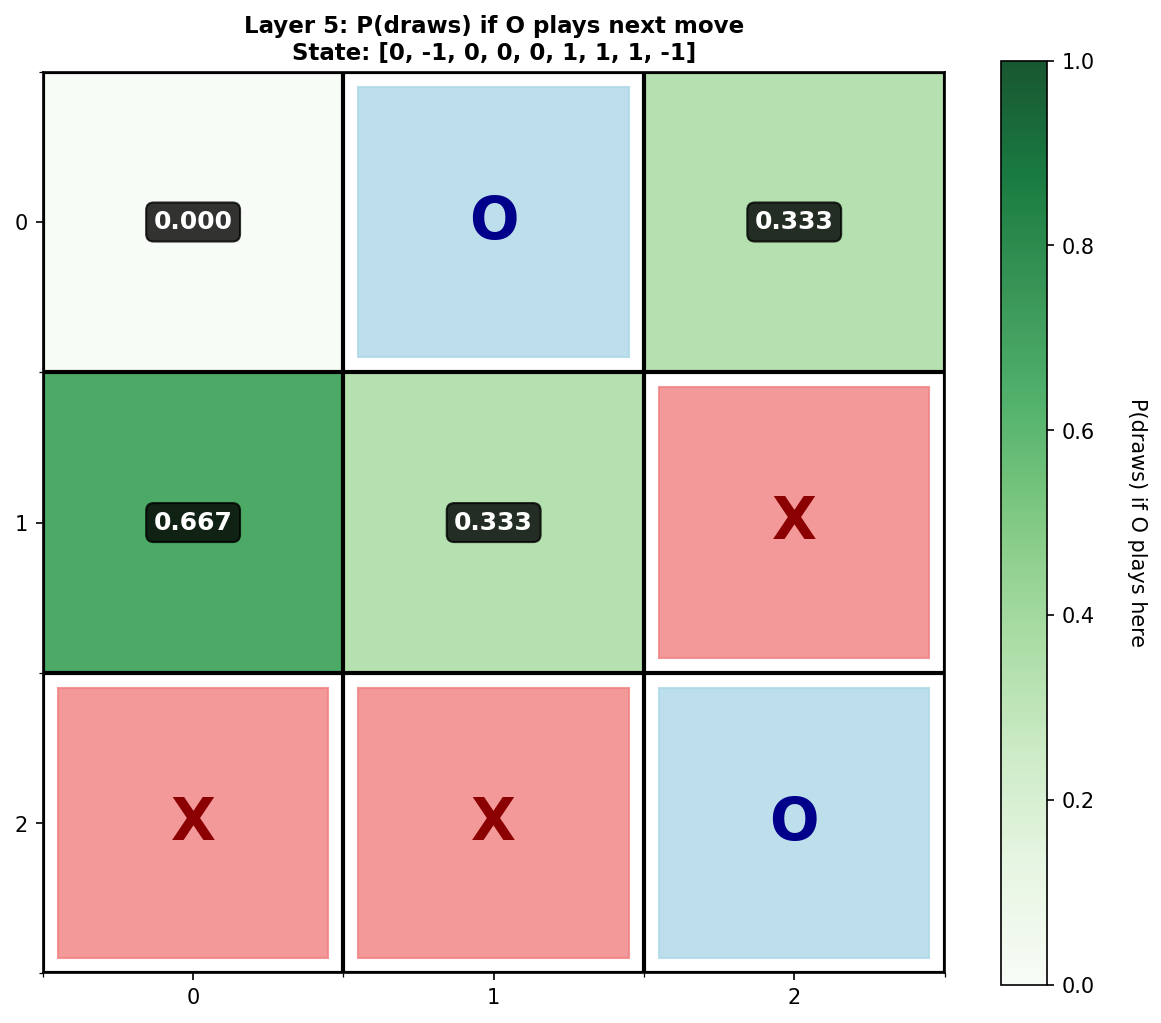 Layer 5: P(draws) if O plays next move
State: [0, -1, 0, 0, 0, 1, 1, 1, -1]
0
0.000
O
0.333
1
0.667
0.333
X
2
X
X
O
0
1
2
1.0
0.8
0.6
0.4
0.2
0.0
P(draws) if O plays here